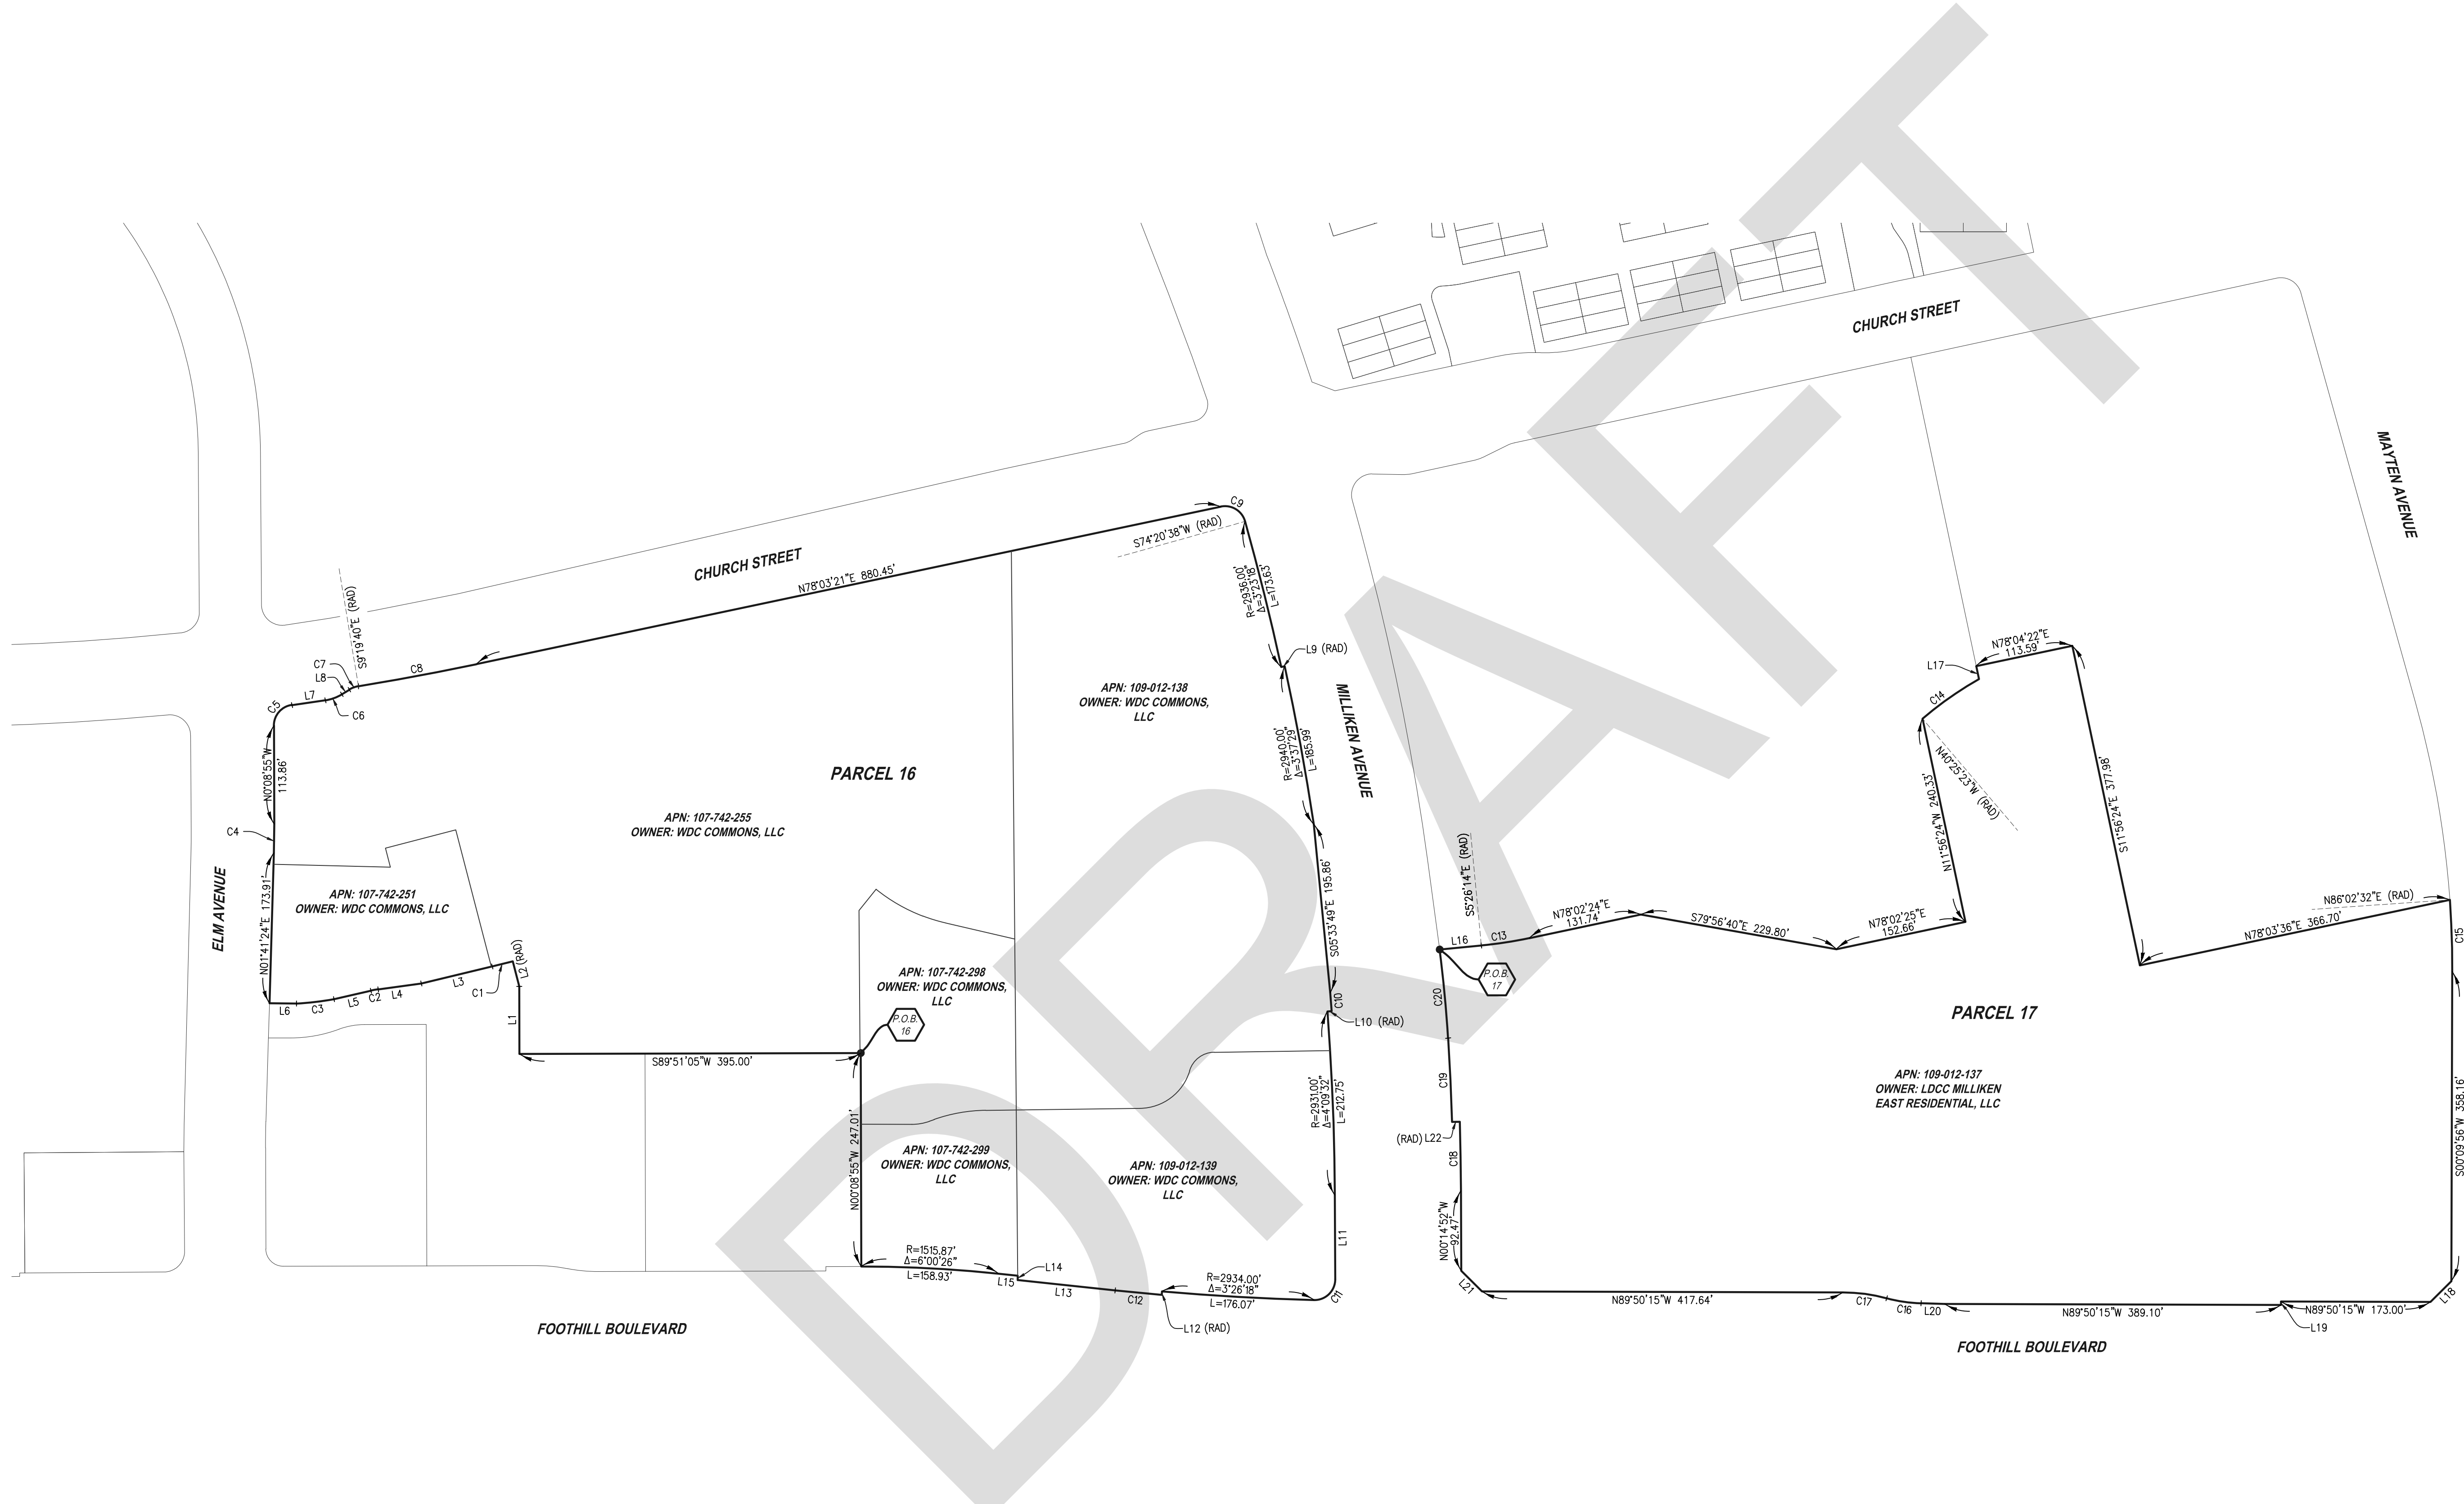 DRAFT
CHURCH STREET
CHURCH STREET
MAYTEN AVENUE
MILLIKEN AVENUE
ELM AVENUE
FOOTHILL BOULEVARD
FOOTHILL BOULEVARD
PARCEL 16
APN: 107-742-255
OWNER: WDC COMMONS, LLC
APN: 107-742-251
OWNER: WDC COMMONS, LLC
APN: 109-012-138
OWNER: WDC COMMONS,
LLC
APN: 107-742-298
OWNER: WDC COMMONS,
LLC
APN: 107-742-299
OWNER: WDC COMMONS,
LLC
APN: 109-012-139
OWNER: WDC COMMONS,
LLC
P.O.B.
16
S89°51'05"W 395.00'
L1
L2 (RAD)
C1
L3
L4
C2
L5
C3
L6
N01°41'24"E 173.91'
C4
N0°08'55"W
113.86'
C5
L7
C6
L8
C7
S9°19'40"E (RAD)
C8
N78°03'21"E 880.45'
C9
S74°20'38"W (RAD)
R=2936.00'
Δ=3°23'18"
L=173.63'
L9 (RAD)
R=2940.00'
Δ=3°37'29"
L=185.99'
S05°33'49"E 195.86'
C10
L10 (RAD)
R=2931.00'
Δ=4°09'32"
L=212.75'
L11
C11
R=2934.00'
Δ=3°26'18"
L=176.07'
L12 (RAD)
C12
L13
L14
L15
R=1515.87'
Δ=6°00'26"
L=158.93'
N00°08'55"W 247.01'
PARCEL 17
APN: 109-012-137
OWNER: LDCC MILLIKEN
EAST RESIDENTIAL, LLC
P.O.B.
17
L16
S5°26'14"E (RAD)
C13
N78°02'24"E
131.74'
S79°56'40"E 229.80'
N78°02'25"E
152.66'
N11°56'24"W 240.33'
N40°25'23"W (RAD)
C14
L17
N78°04'22"E
113.59'
S11°56'24"E 377.98'
N78°03'36"E 366.70'
N86°02'32"E (RAD)
C15
S00°09'56"W 358.16'
L18
N89°50'15"W 173.00'
L19
N89°50'15"W 389.10'
L20
C16
C17
N89°50'15"W 417.64'
L21
N00°14'52"W
92.47'
C18
(RAD) L22
C19
C20